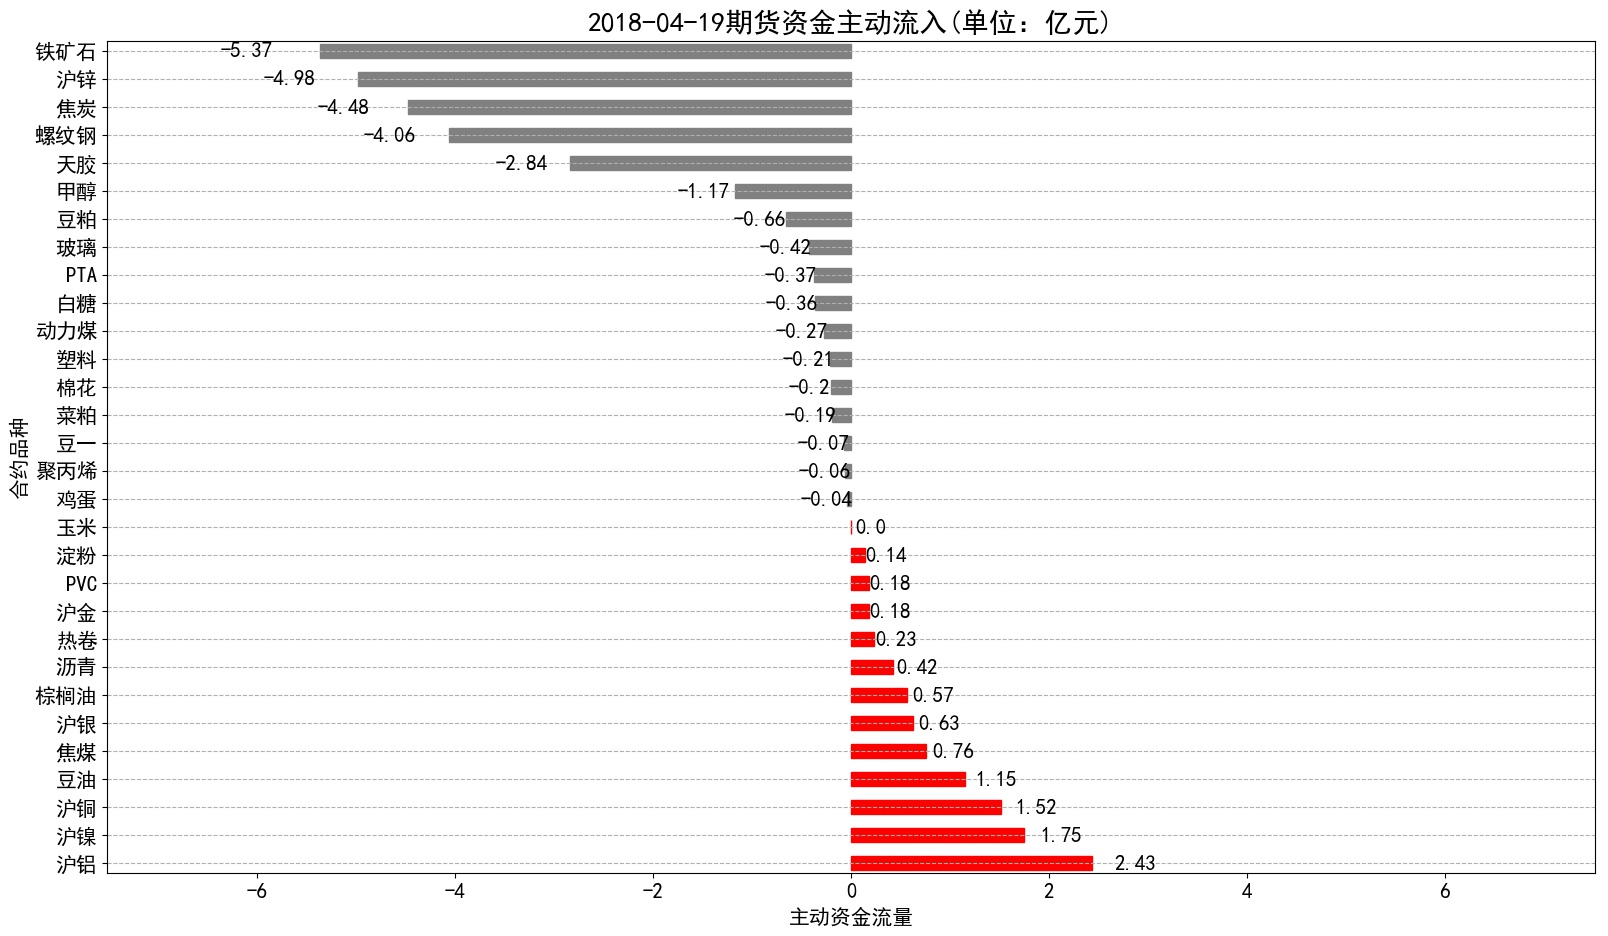 2018-04-19期货资金主动流入(单位：亿元)
铁矿石 -5.37
沪锌 -4.98
焦炭 -4.48
螺纹钢 -4.06
天胶 -2.84
甲醇 -1.17
豆粕 -0.66
玻璃 -0.42
PTA -0.37
白糖 -0.36
动力煤 -0.27
塑料 -0.21
棉花 -0.2
菜粕 -0.19
豆一 -0.07
聚丙烯 -0.06
鸡蛋 -0.04
玉米 0.0
淀粉 0.14
PVC 0.18
沪金 0.18
热卷 0.23
沥青 0.42
棕榈油 0.57
沪银 0.63
焦煤 0.76
豆油 1.15
沪铜 1.52
沪镍 1.75
沪铝 2.43
合约品种
-6 -4 -2 0 2 4 6
主动资金流量